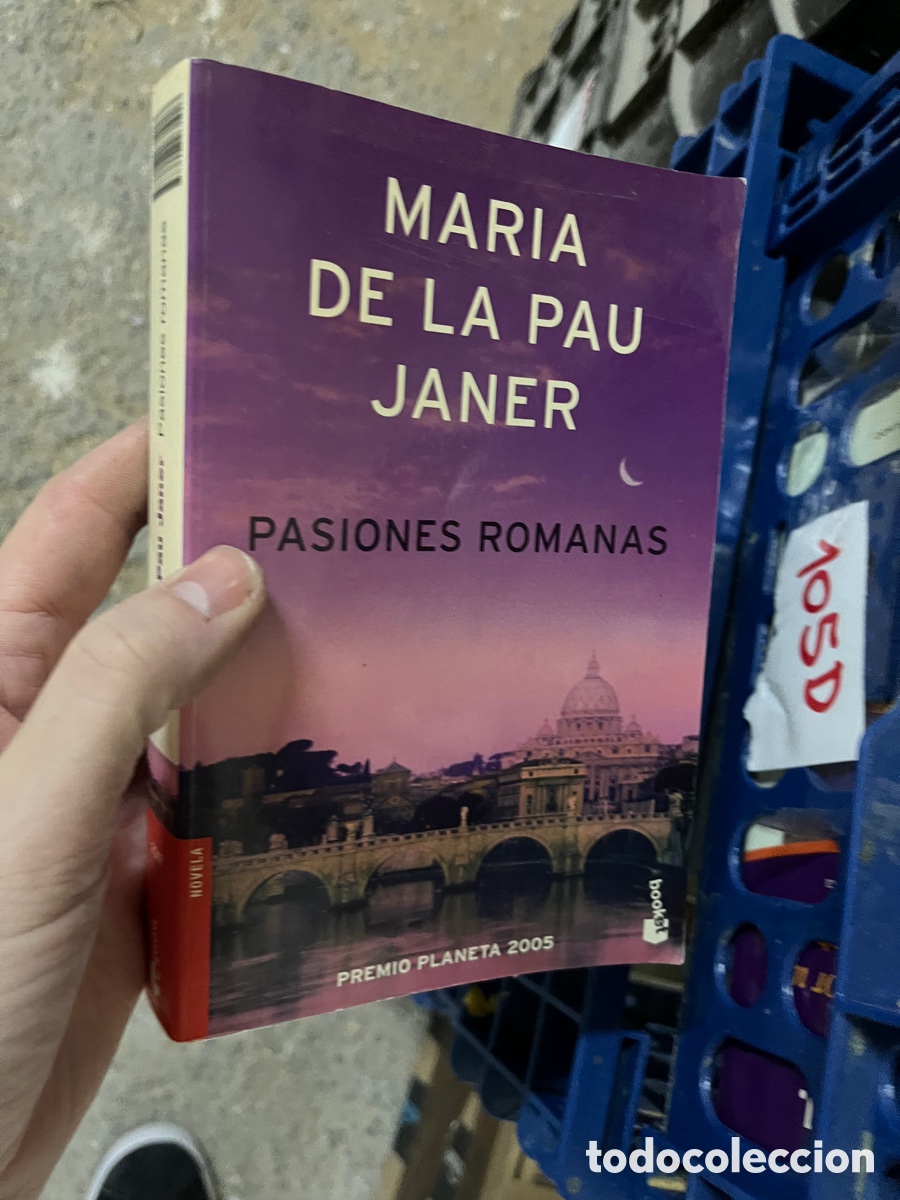 MARIA
DE LA PAU
JANER
PASIONES ROMANAS
NOVELA
booket
PREMIO PLANETA 2005
105D
todocoleccion